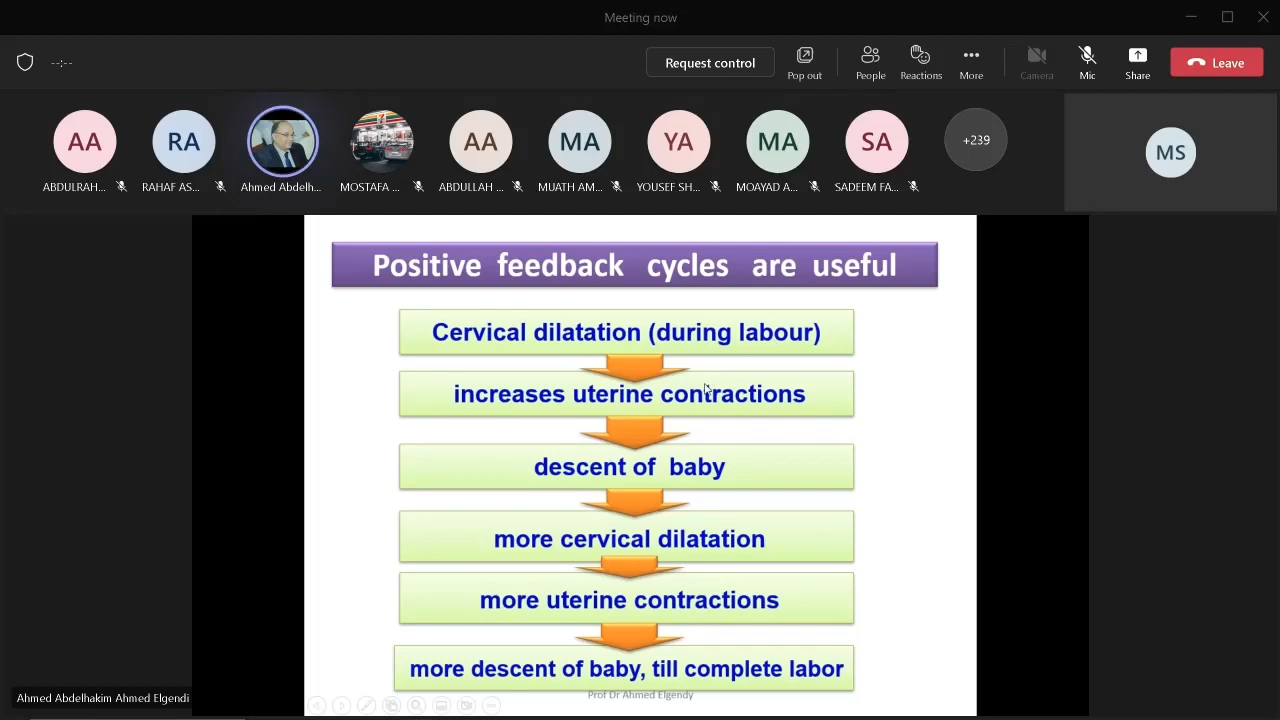 Meeting now
--:--
Request control
Pop out
People
Reactions
More
Camera
Mic
Share
Leave
AA
RA
AA
MA
YA
MA
SA
+239
MS
ABDULRAH...
RAHAF AS...
Ahmed Abdelh...
MOSTAFA ...
ABDULLAH ...
MUATH AM...
YOUSEF SH...
MOAYAD A...
SADEEM FA...
Positive feedback cycles are useful
Cervical dilatation (during labour)
increases uterine contractions
descent of baby
more cervical dilatation
more uterine contractions
more descent of baby, till complete labor
Prof Dr Ahmed Elgendy
Ahmed Abdelhakim Ahmed Elgendi